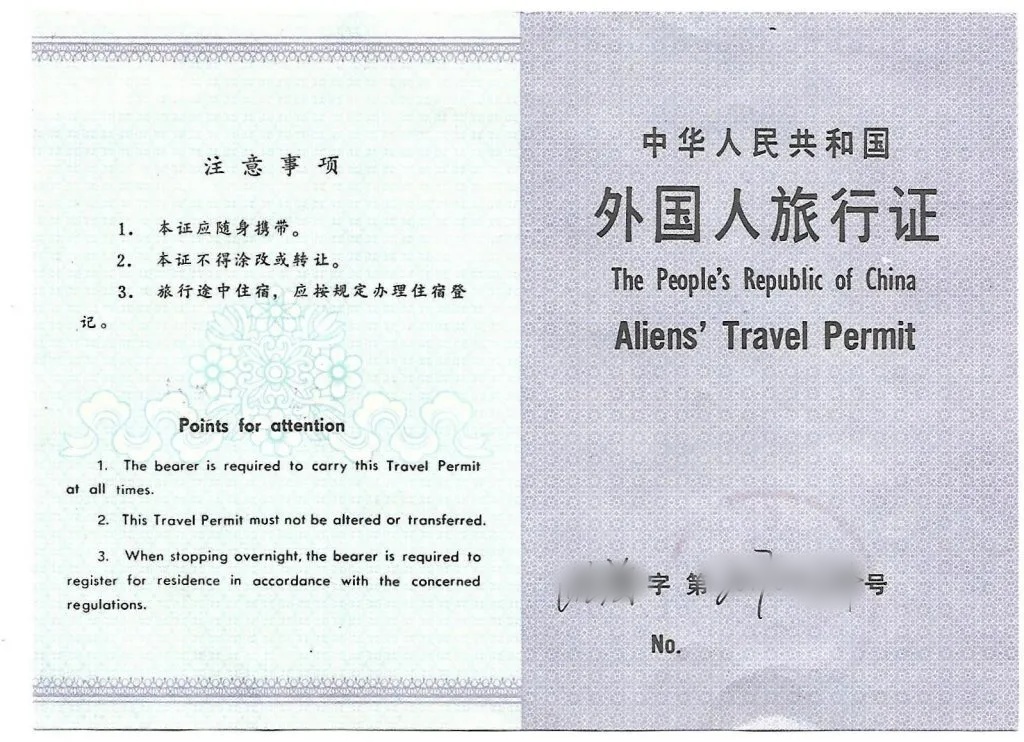 注意事项
1. 本证应随身携带。
2. 本证不得涂改或转让。
3. 旅行途中住宿，应按规定办理住宿登
记。
Points for attention
1. The bearer is required to carry this Travel Permit
at all times.
2. This Travel Permit must not be altered or transferred.
3. When stopping overnight, the bearer is required to
register for residence in accordance with the concerned
regulations.
中华人民共和国
外国人旅行证
The People's Republic of China
Aliens' Travel Permit
字第 号
No.